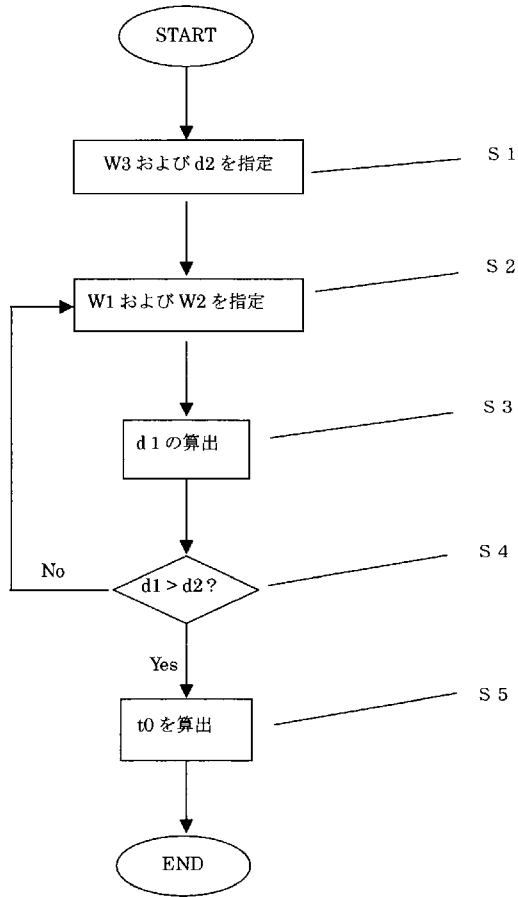 START
W3 および d2 を指定
S 1
S 2
W1 および W2 を指定
S 3
d 1 の算出
S 4
No
d1 > d2？
Yes
S 5
t0 を算出
END